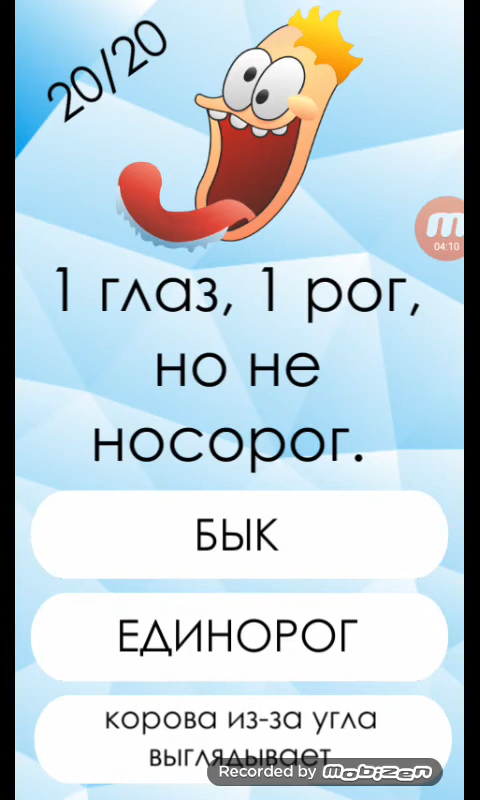 20/20
04:10
1 глаз, 1 рог,
но не
носорог.
БЫК
ЕДИНОРОГ
корова из-за угла
выглядывает
Recorded by mobizen